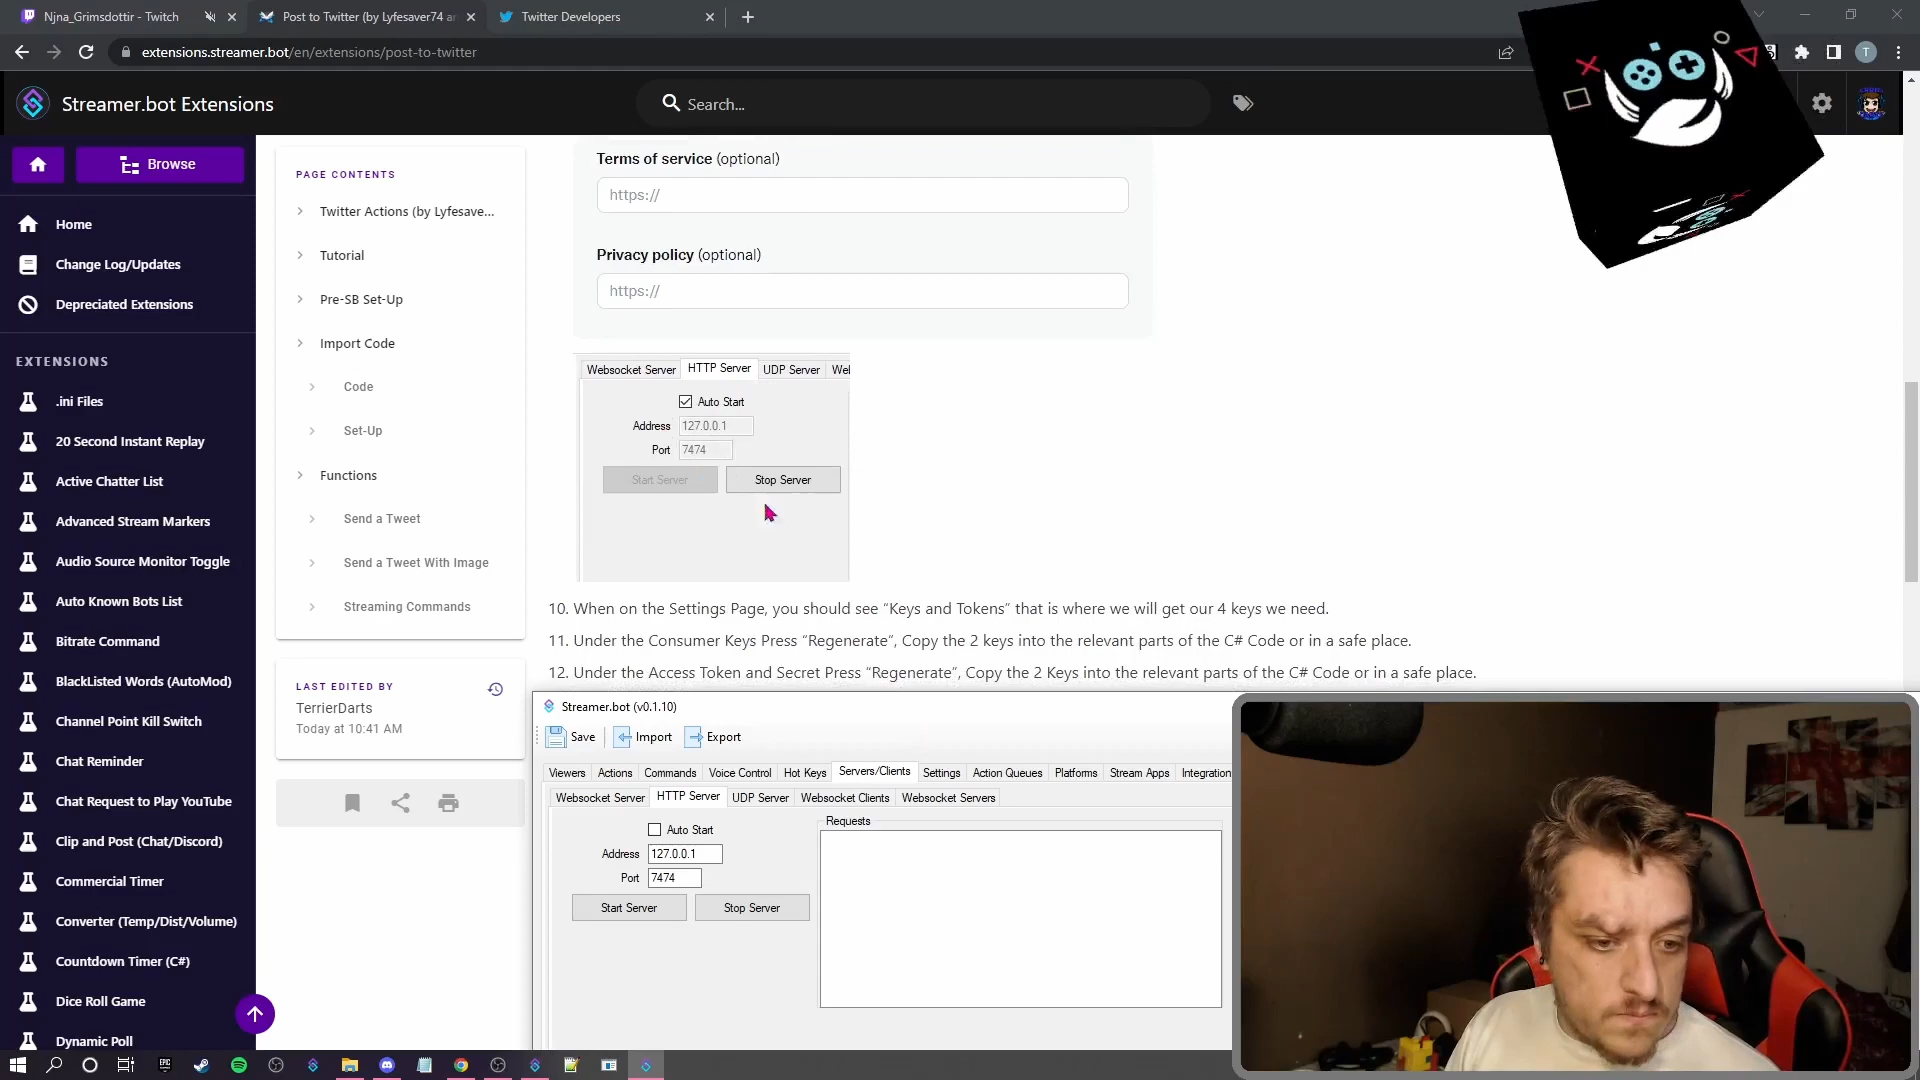 Njna_Grimsdottir - Twitch
Post to Twitter (by Lyfesaver74 ar
Twitter Developers
extensions.streamer.bot/en/extensions/post-to-twitter
T
Streamer.bot Extensions
Search...
Browse
Home
Change Log/Updates
Depreciated Extensions
EXTENSIONS
.ini Files
20 Second Instant Replay
Active Chatter List
Advanced Stream Markers
Audio Source Monitor Toggle
Auto Known Bots List
Bitrate Command
BlackListed Words (AutoMod)
Channel Point Kill Switch
Chat Reminder
Chat Request to Play YouTube
Clip and Post (Chat/Discord)
Commercial Timer
Converter (Temp/Dist/Volume)
Countdown Timer (C#)
Dice Roll Game
Dynamic Poll
PAGE CONTENTS
Twitter Actions (by Lyfesave...
Tutorial
Pre-SB Set-Up
Import Code
Code
Set-Up
Functions
Send a Tweet
Send a Tweet With Image
Streaming Commands
LAST EDITED BY
TerrierDarts
Today at 10:41 AM
Terms of service (optional)
https://
Privacy policy (optional)
https://
Websocket Server HTTP Server UDP Server Wel
Auto Start
Address 127.0.0.1
Port 7474
Start Server Stop Server
10. When on the Settings Page, you should see “Keys and Tokens” that is where we will get our 4 keys we need.
11. Under the Consumer Keys Press “Regenerate”, Copy the 2 keys into the relevant parts of the C# Code or in a safe place.
12. Under the Access Token and Secret Press “Regenerate”, Copy the 2 Keys into the relevant parts of the C# Code or in a safe place.
Streamer.bot (v0.1.10)
Save Import Export
Viewers Actions Commands Voice Control Hot Keys Servers/Clients Settings Action Queues Platforms Stream Apps Integration
Websocket Server HTTP Server UDP Server Websocket Clients Websocket Servers
Auto Start
Address 127.0.0.1
Port 7474
Start Server Stop Server
Requests
EPIC